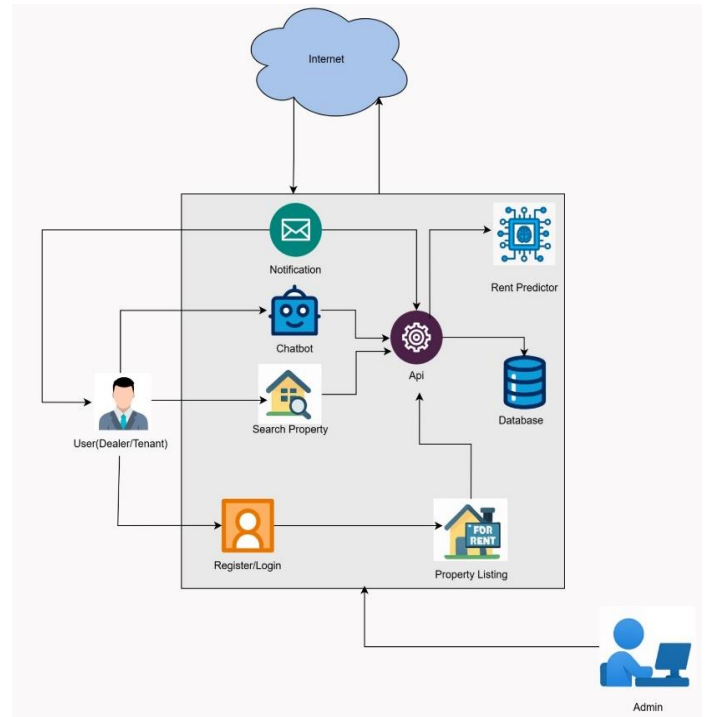 Internet
Notification
Rent Predictor
Chatbot
Api
Database
User(Dealer/Tenant)
Search Property
FOR
RENT
Register/Login
Property Listing
Admin